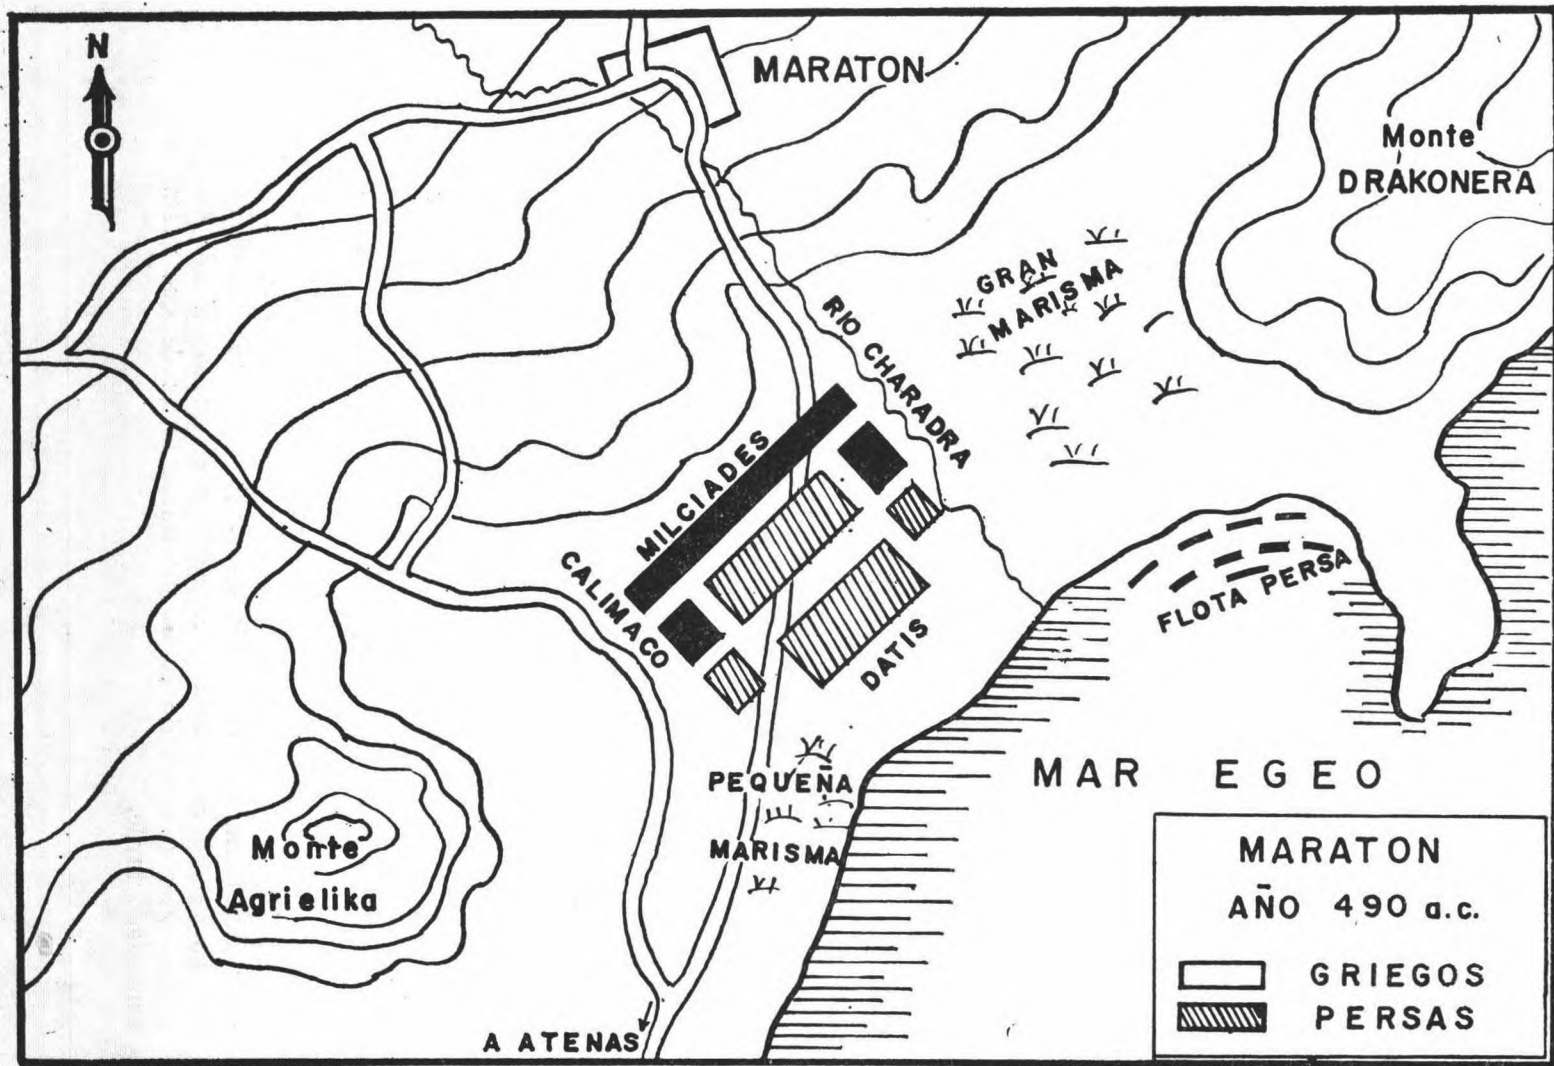 N
MARATON
Monte
DRAKONERA
GRAN
MARISMA
RIO CHARADRA
MILCIADES
CALIMACO
DATIS
FLOTA PERSA
PEQUEÑA
MARISMA
MAR EGEO
Monte
Agrielika
A ATENAS
MARATON
AÑO 490 a.c.
GRIEGOS
PERSAS